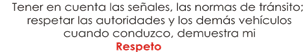 Tener en cuenta las señales, las normas de tránsito;
respetar las autoridades y los demás vehículos
cuando conduzco, demuestra mi
Respeto